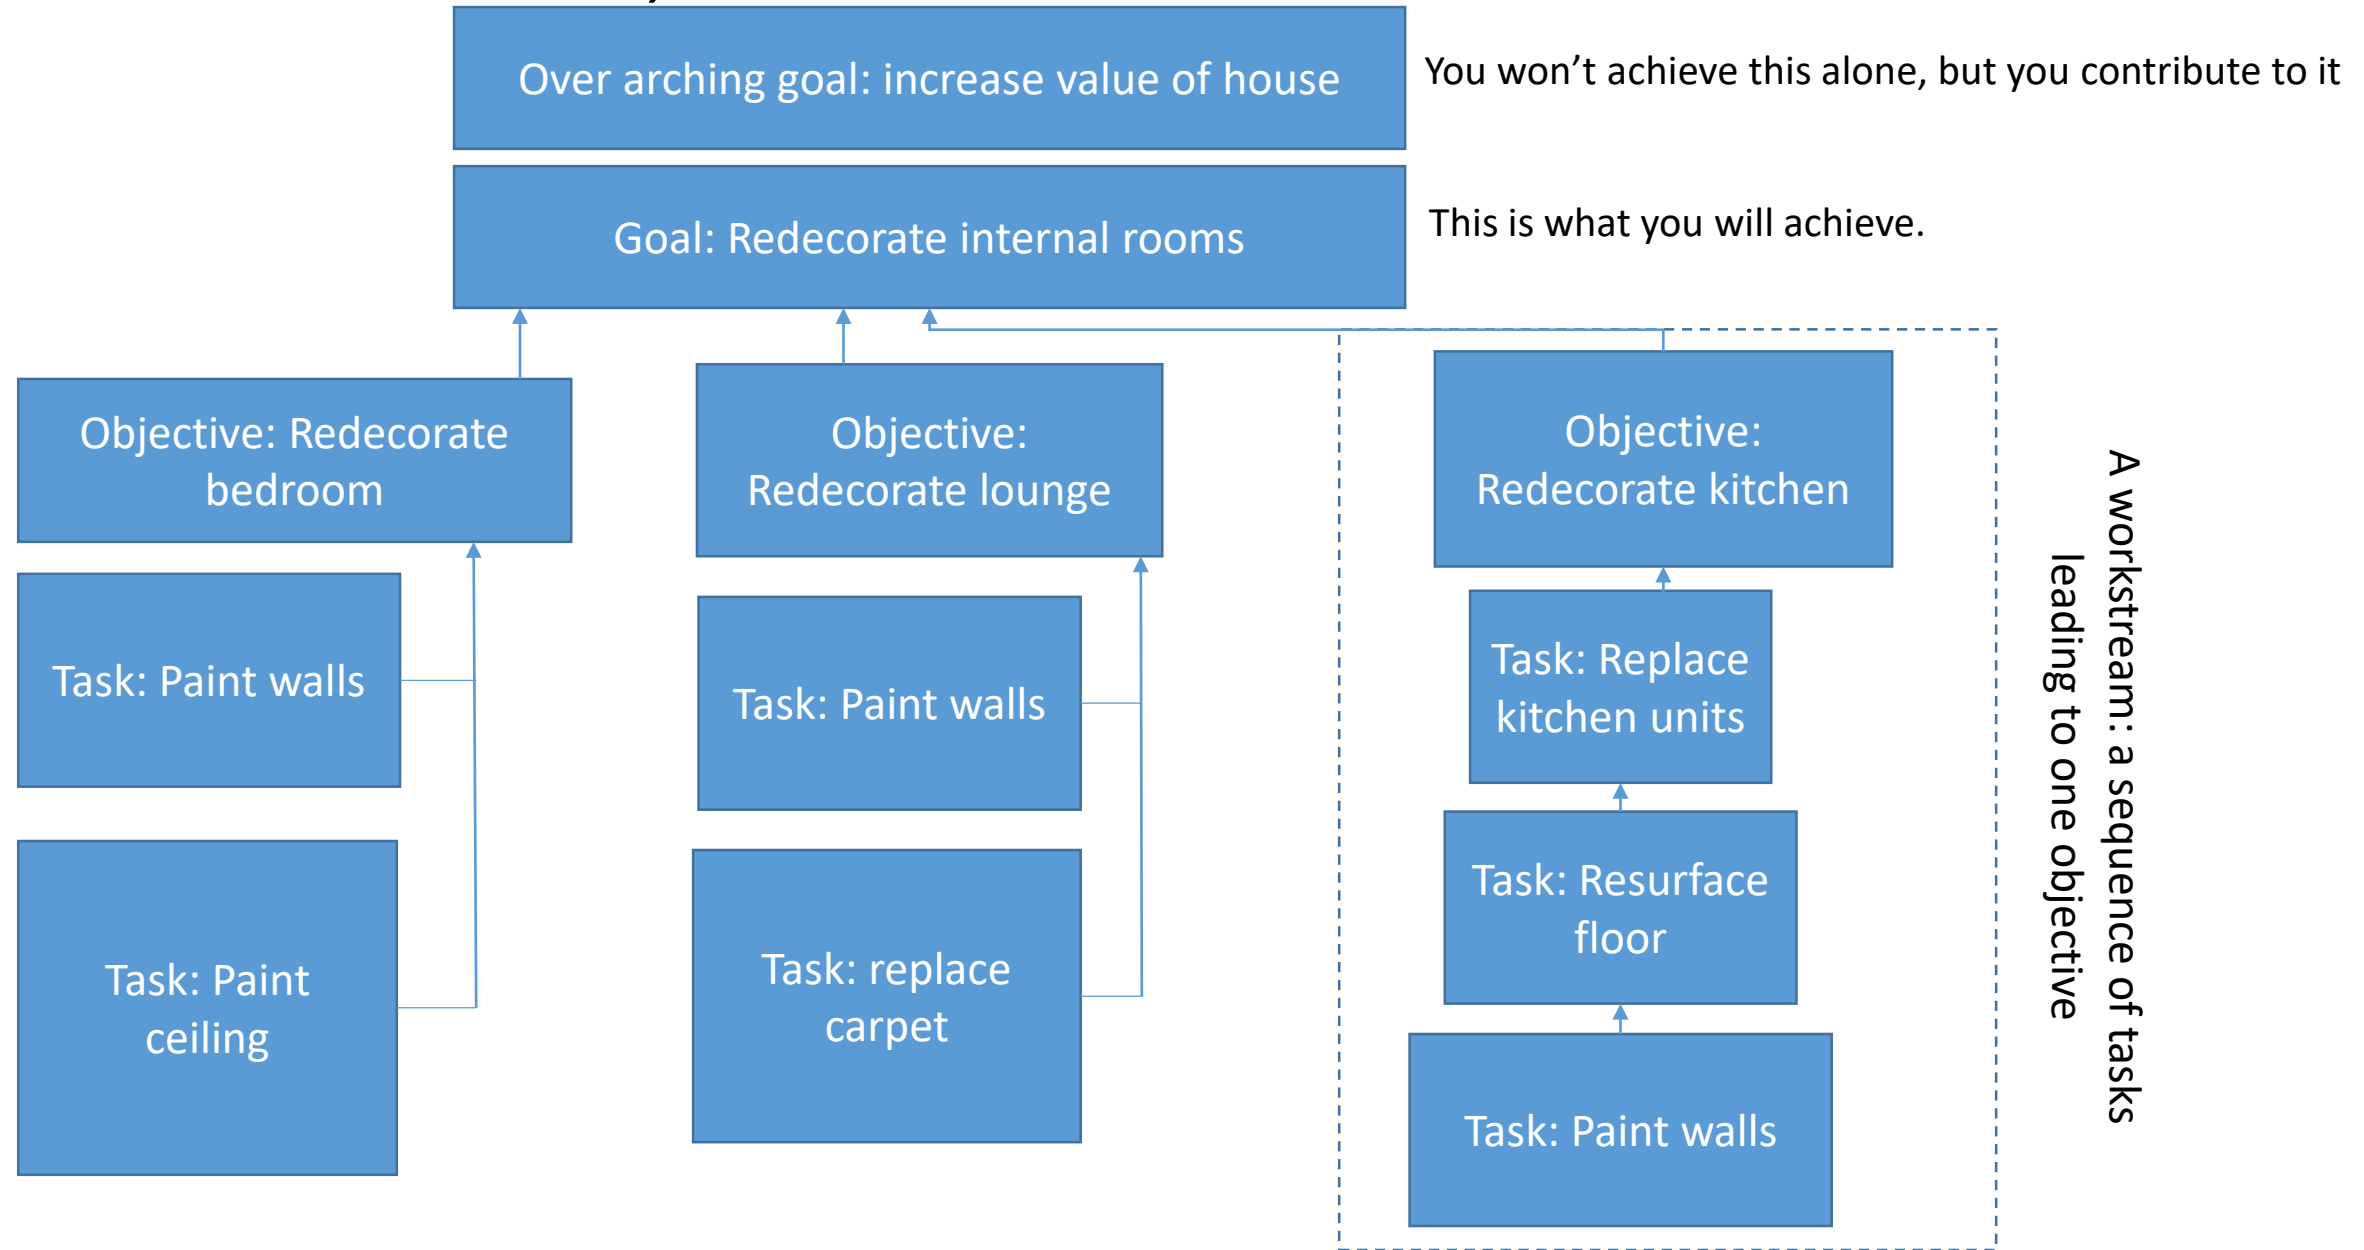 Over arching goal: increase value of house
You won’t achieve this alone, but you contribute to it
Goal: Redecorate internal rooms
This is what you will achieve.
Objective: Redecorate
bedroom
Task: Paint walls
Task: Paint
ceiling
Objective:
Redecorate lounge
Task: Paint walls
Task: replace
carpet
Objective:
Redecorate kitchen
Task: Replace
kitchen units
Task: Resurface
floor
Task: Paint walls
A workstream: a sequence of tasks
leading to one objective